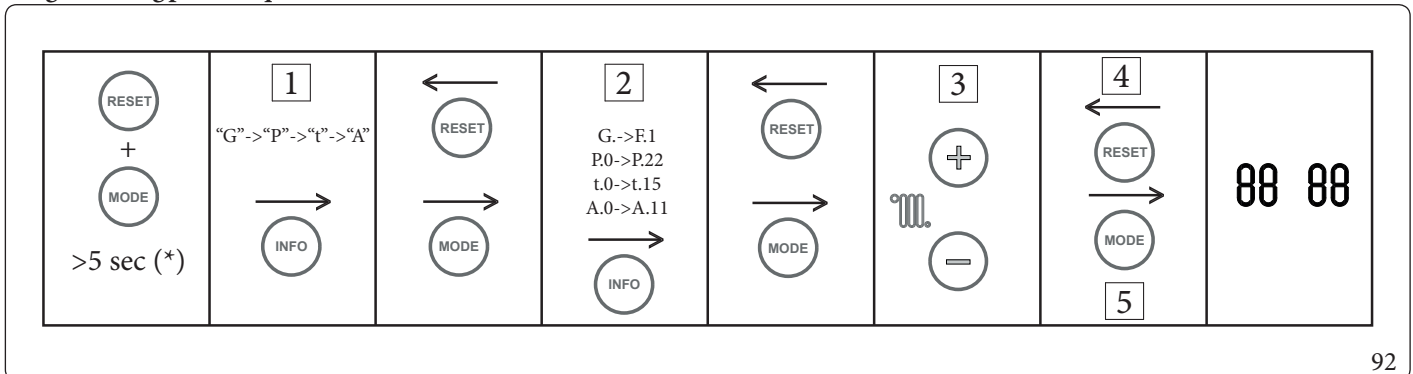 RESET
+
MODE
>5 sec (*)
1
“G”->“P”->“t”->“A”
INFO
RESET
MODE
2
G.->F.1
P.0->P.22
t.0->t.15
A.0->A.11
INFO
RESET
MODE
3
+
−
4
RESET
MODE
5
88 88
92